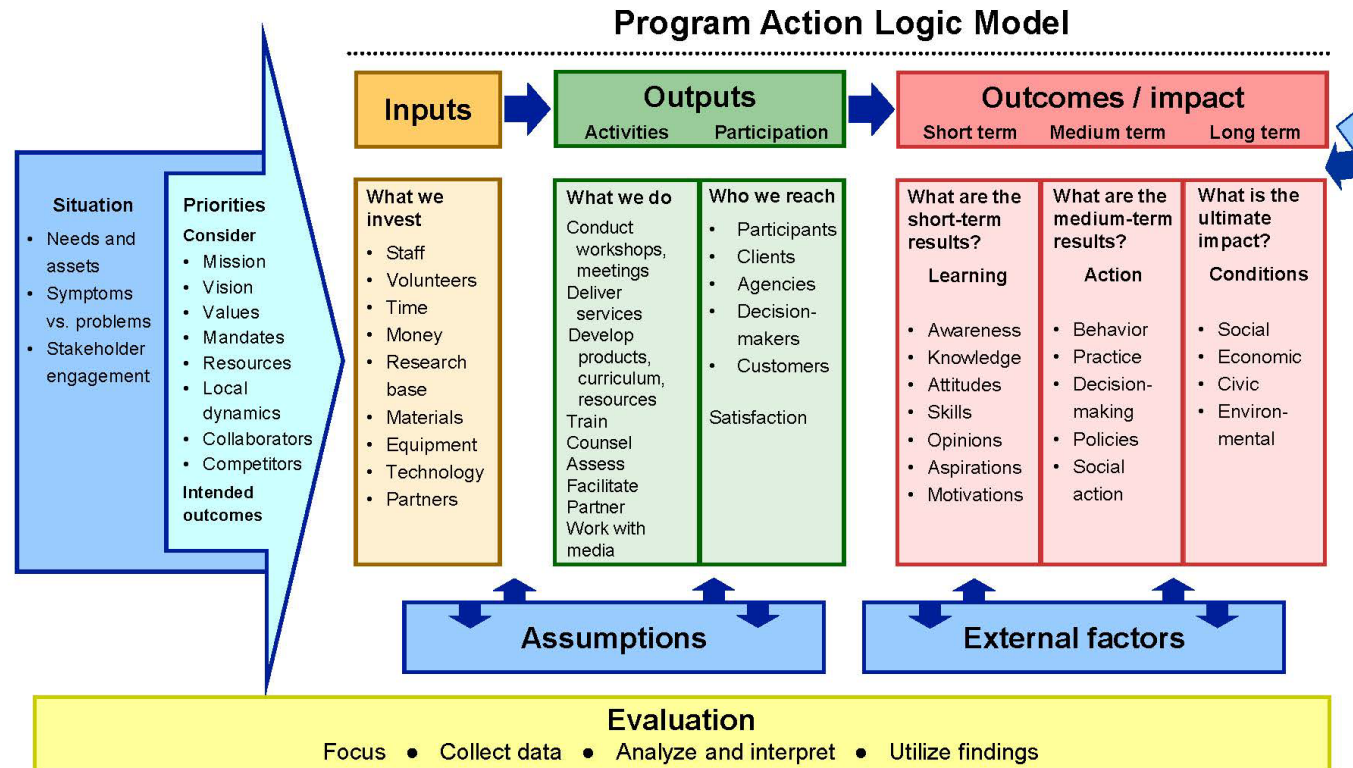 Program Action Logic Model
Inputs
Outputs
Activities
Participation
Outcomes / impact
Short term
Medium term
Long term
Situation
• Needs and
assets
• Symptoms
vs. problems
• Stakeholder
engagement
Priorities
Consider
• Mission
• Vision
• Values
• Mandates
• Resources
• Local
dynamics
• Collaborators
• Competitors
Intended
outcomes
What we
invest
• Staff
• Volunteers
• Time
• Money
• Research
base
• Materials
• Equipment
• Technology
• Partners
What we do
Conduct
workshops,
meetings
Deliver
services
Develop
products,
curriculum,
resources
Train
Counsel
Assess
Facilitate
Partner
Work with
media
Who we reach
• Participants
• Clients
• Agencies
• Decision-
makers
• Customers
Satisfaction
What are the
short-term
results?
Learning
• Awareness
• Knowledge
• Attitudes
• Skills
• Opinions
• Aspirations
• Motivations
What are the
medium-term
results?
Action
• Behavior
• Practice
• Decision-
making
• Policies
• Social
action
What is the
ultimate
impact?
Conditions
• Social
• Economic
• Civic
• Environ-
mental
Assumptions
External factors
Evaluation
Focus ● Collect data ● Analyze and interpret ● Utilize findings